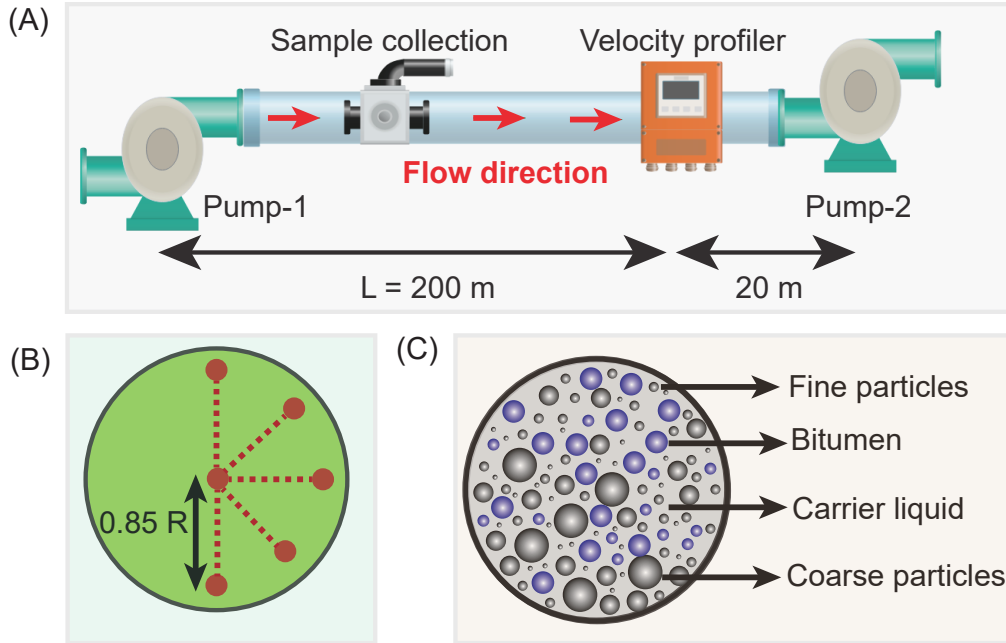 (A)
Sample collection
Velocity profiler
Flow direction
Pump-1
Pump-2
L = 200 m
20 m
(B)
0.85 R
(C)
Fine particles
Bitumen
Carrier liquid
Coarse particles